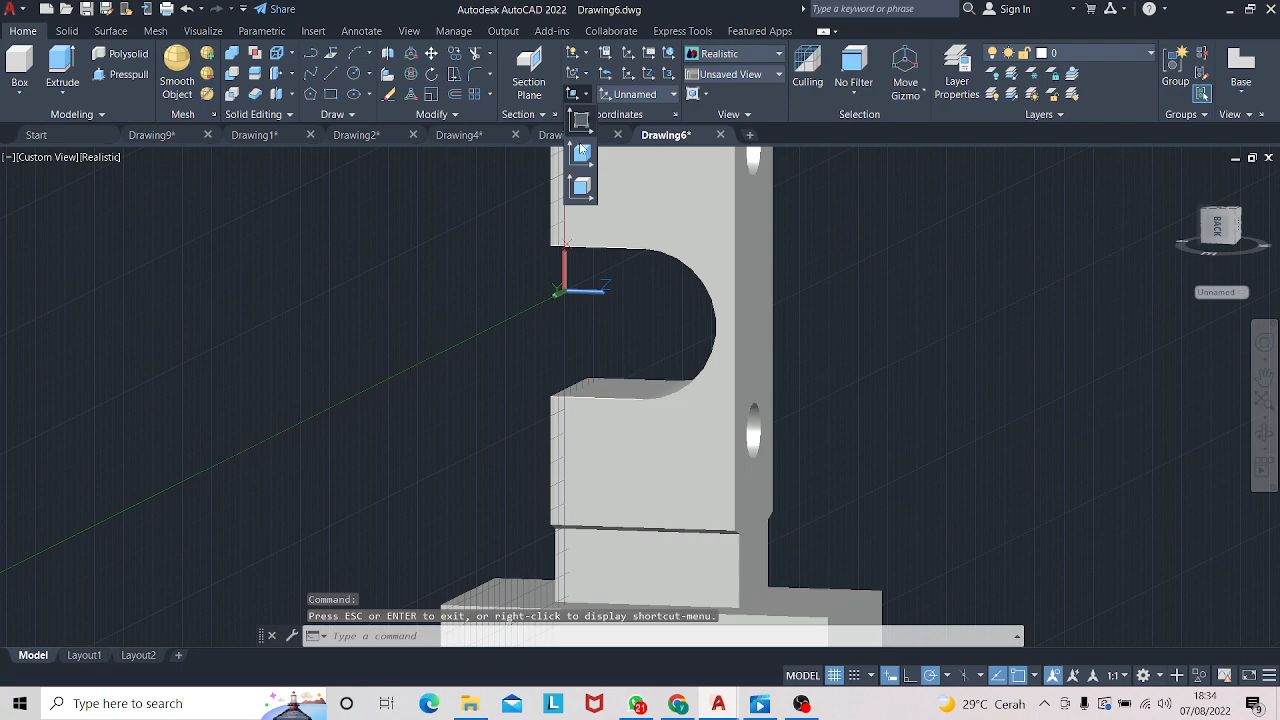 Share
Autodesk AutoCAD 2022 Drawing6.dwg
Type a keyword or phrase
Sign In
Home Solid Surface Mesh Visualize Parametric Insert Annotate View Manage Output Add-ins Collaborate Express Tools Featured Apps
Box
Extrude
Polysolid
Presspull
Smooth
Object
Section
Plane
Realistic
Unsaved View
Unnamed
Culling
No Filter
Move
Gizmo
Layer
Properties
0
Group
Base
Modeling Mesh Solid Editing Draw Modify Section View Layers Groups
Start Drawing9* Drawing1* Drawing2* Drawing4* Drawing6*
[−][Custom View][Realistic]
BACK
Unnamed
X
Y
Z
Command:
Press ESC or ENTER to exit, or right-click to display shortcut-menu.
Type a command
Model Layout1 Layout2
MODEL
1:1
Type here to search
L
21
A
Cerah
18:34
07/08/2022